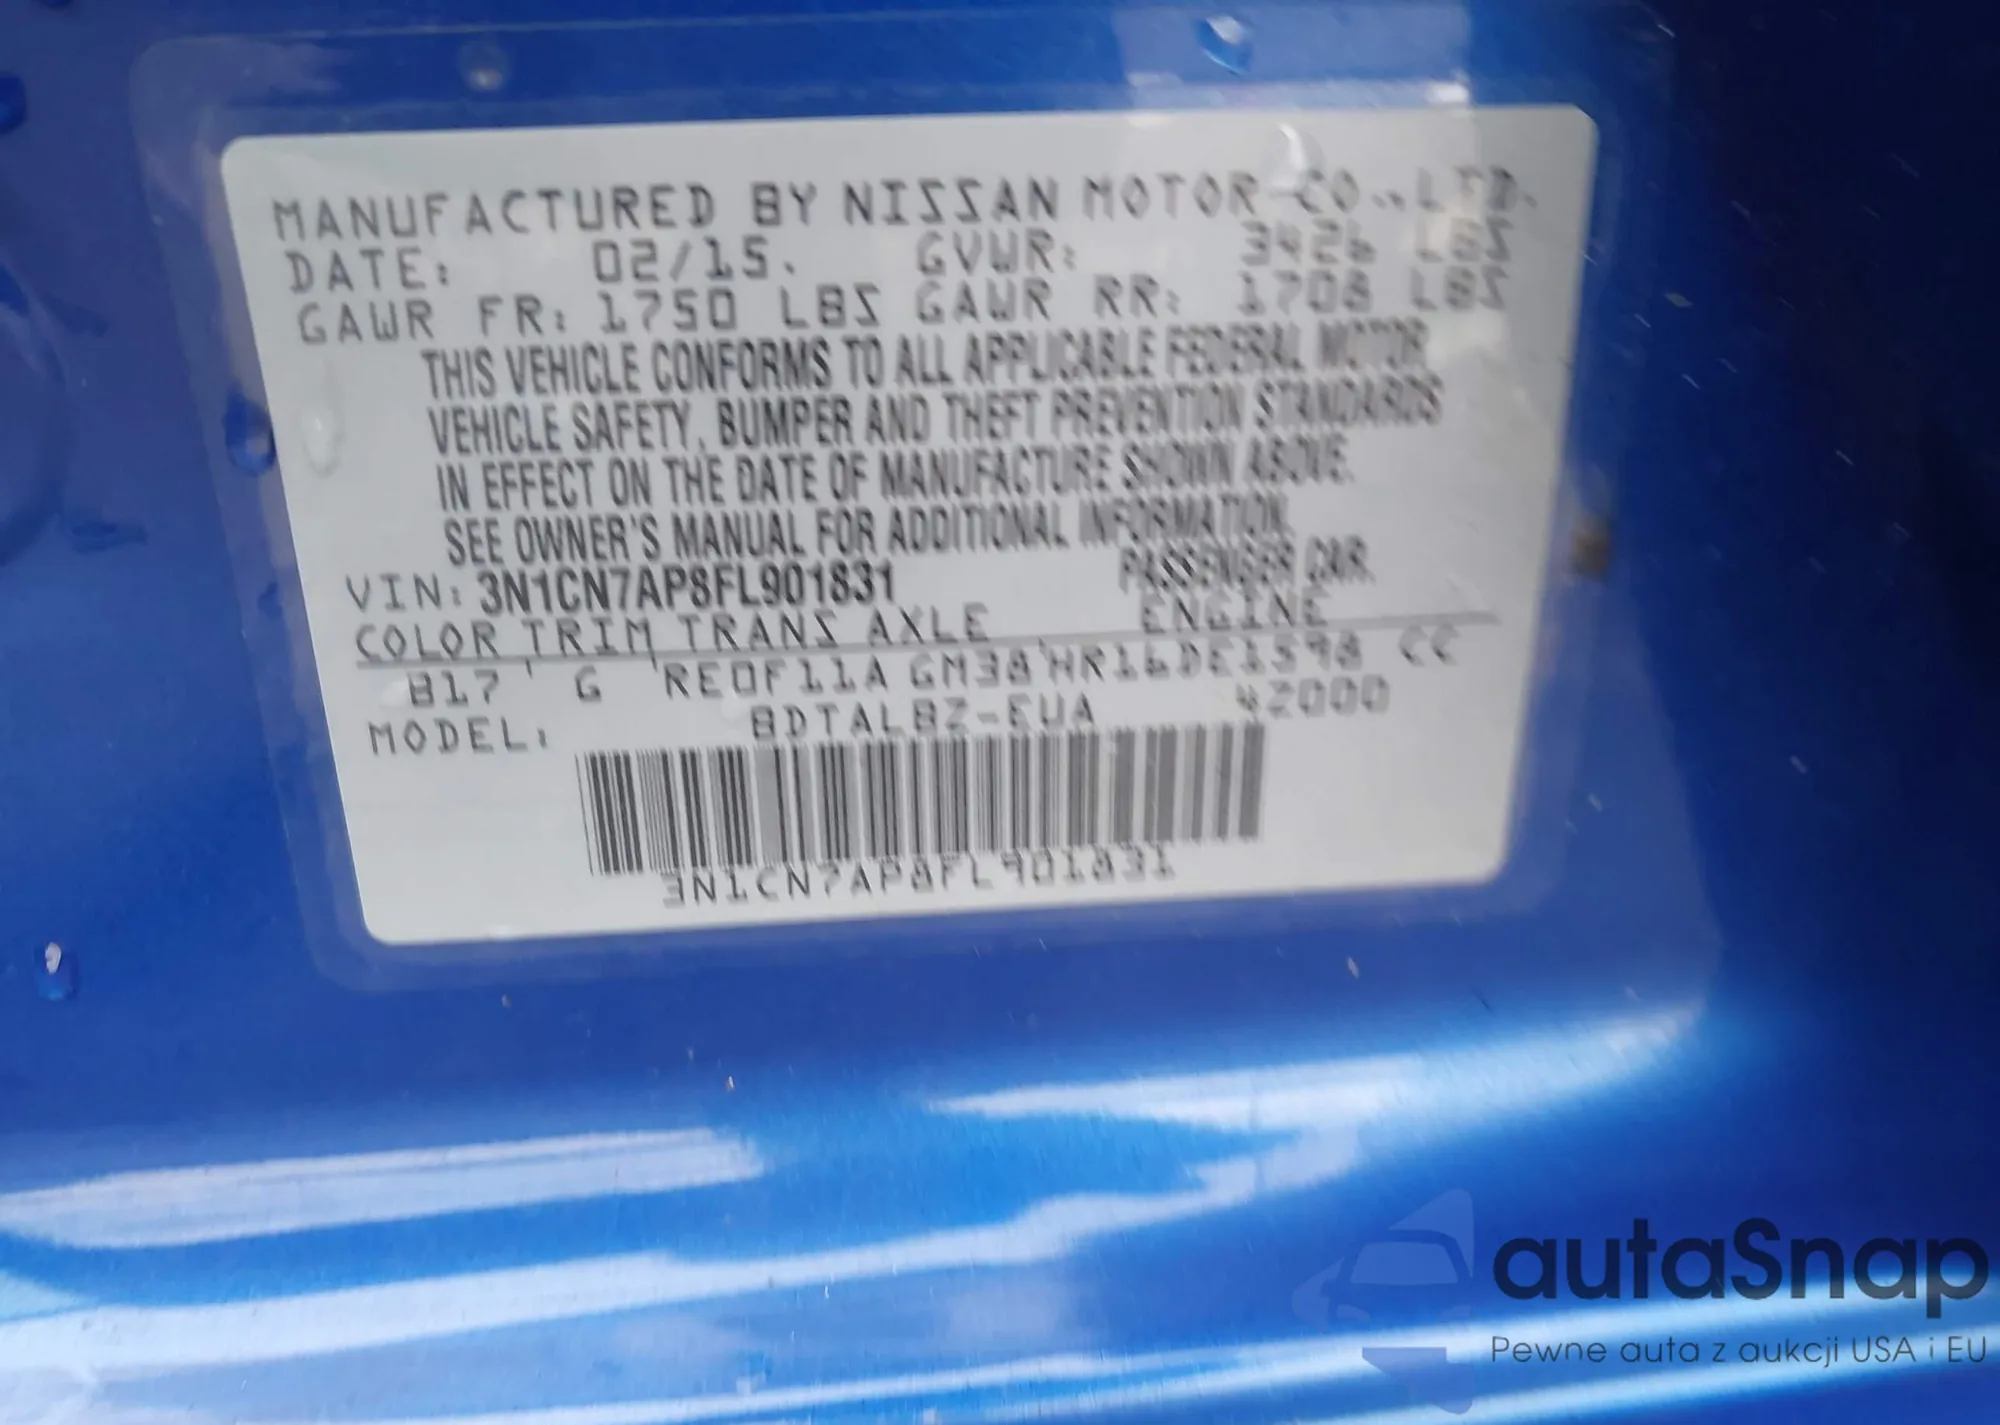 MANUFACTURED BY NISSAN MOTOR CO., LTD.
DATE: 02/15. GVWR: 3426 LBS
GAWR FR: 1750 LBS GAWR RR: 1708 LBS
THIS VEHICLE CONFORMS TO ALL APPLICABLE FEDERAL MOTOR
VEHICLE SAFETY, BUMPER AND THEFT PREVENTION STANDARDS
IN EFFECT ON THE DATE OF MANUFACTURE SHOWN ABOVE.
SEE OWNER'S MANUAL FOR ADDITIONAL INFORMATION.
VIN: 3N1CN7AP8FL901831 PASSENGER CAR.
COLOR TRIM TRANS AXLE ENGINE
B17 G RE0F11A GM38 HR16DE1598 CC
MODEL: BDTALBZ-EUA 42000
3N1CN7AP8FL901831
autaSnap
Pewne auta z aukcji USA i EU